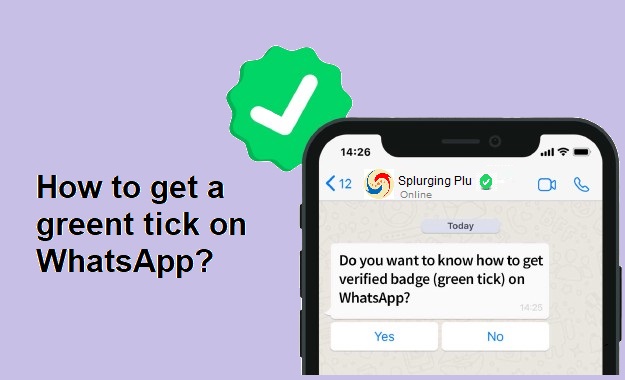 How to get a
greent tick on
WhatsApp?
14:26
12
Splurging Plu
Online
Today
Do you want to know how to get
verified badge (green tick) on
WhatsApp?
14:25
Yes
No